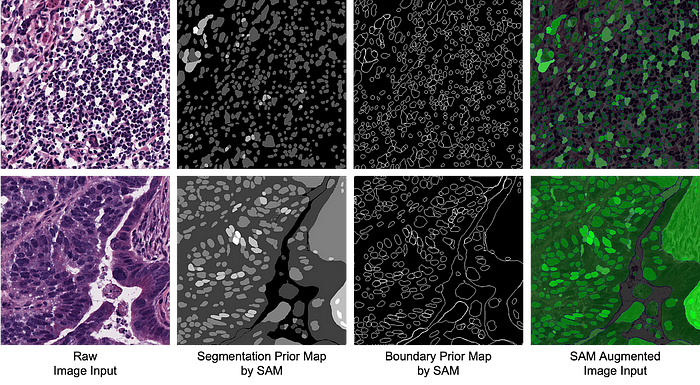 Raw
Image Input
Segmentation Prior Map
by SAM
Boundary Prior Map
by SAM
SAM Augmented
Image Input